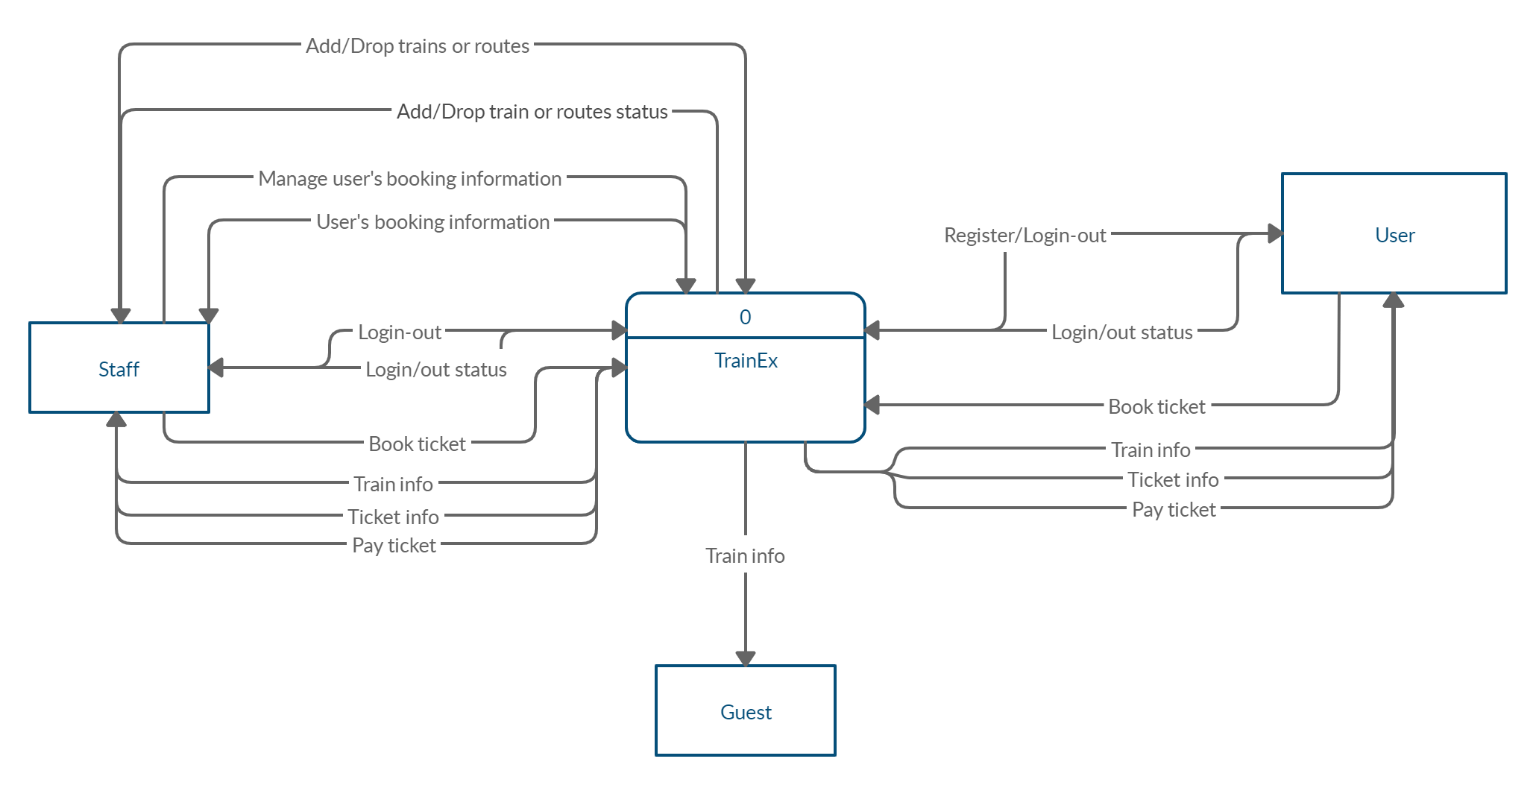 Add/Drop trains or routes
Add/Drop train or routes status
Manage user's booking information
User's booking information
Register/Login-out
User
0
Login-out
Login/out status
TrainEx
Staff
Login/out status
Book ticket
Book ticket
Train info
Ticket info
Pay ticket
Train info
Ticket info
Pay ticket
Train info
Guest